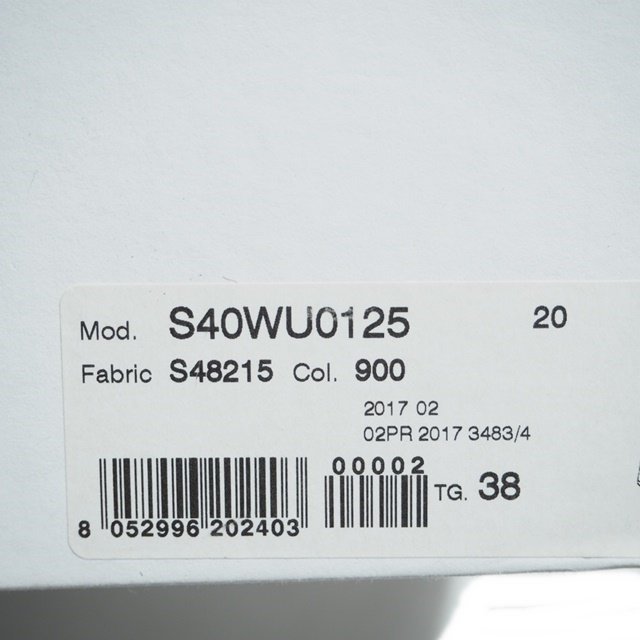 Mod. S40WU0125 20
Fabric S48215 Col. 900
2017 02
02PR 2017 3483/4
00002
TG. 38
8 052996 202403